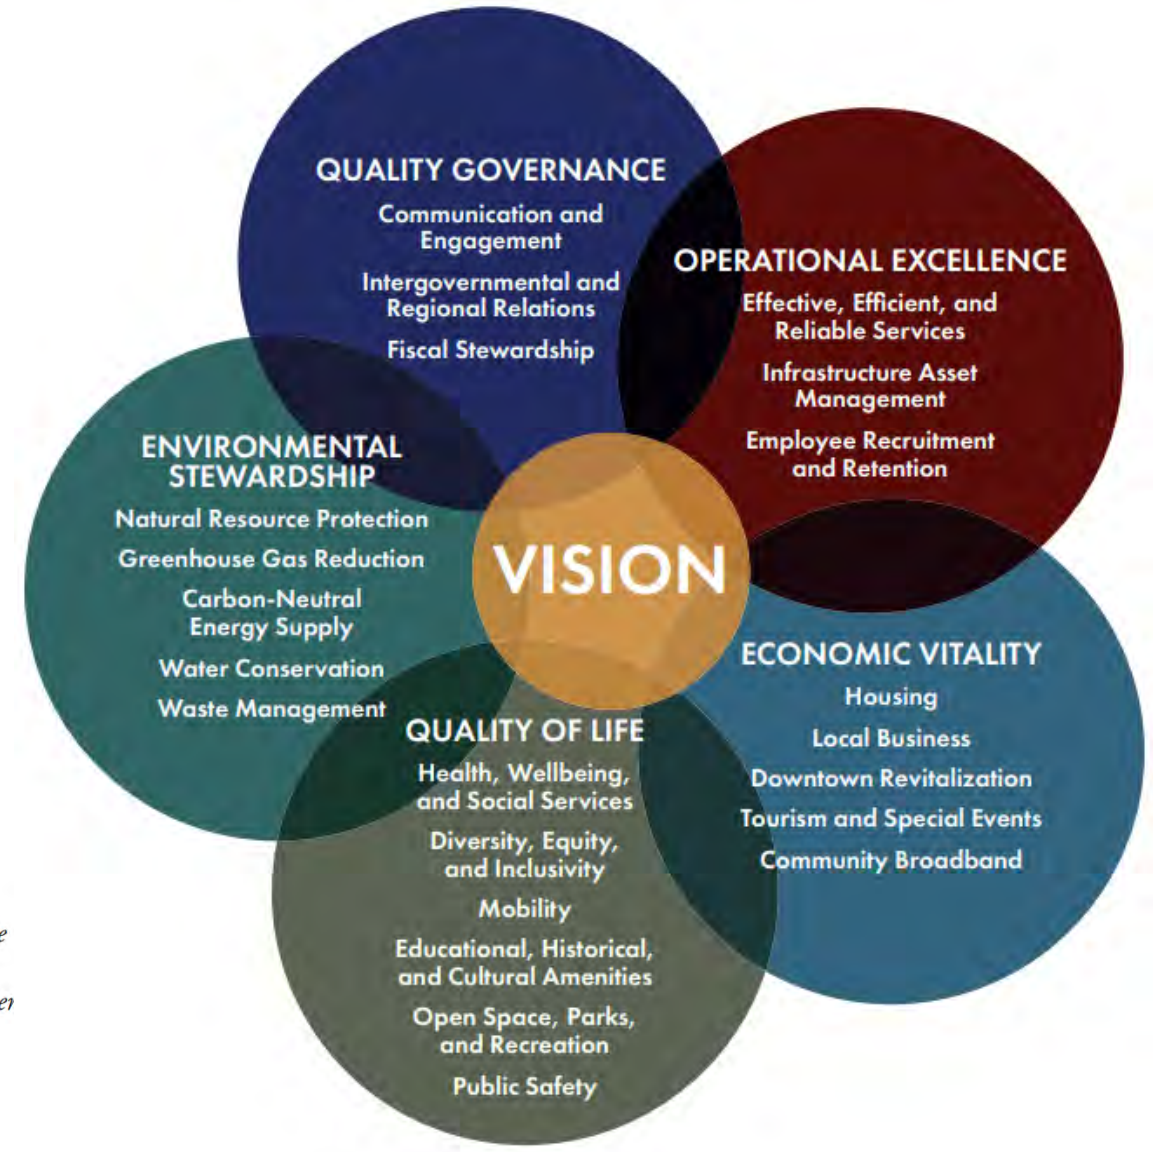 QUALITY GOVERNANCE
Communication and
Engagement
Intergovernmental and
Regional Relations
Fiscal Stewardship
OPERATIONAL EXCELLENCE
Effective, Efficient, and
Reliable Services
Infrastructure Asset
Management
Employee Recruitment
and Retention
ENVIRONMENTAL
STEWARDSHIP
Natural Resource Protection
Greenhouse Gas Reduction
Carbon-Neutral
Energy Supply
Water Conservation
Waste Management
VISION
ECONOMIC VITALITY
Housing
Local Business
Downtown Revitalization
Tourism and Special Events
Community Broadband
QUALITY OF LIFE
Health, Wellbeing,
and Social Services
Diversity, Equity,
and Inclusivity
Mobility
Educational, Historical,
and Cultural Amenities
Open Space, Parks,
and Recreation
Public Safety